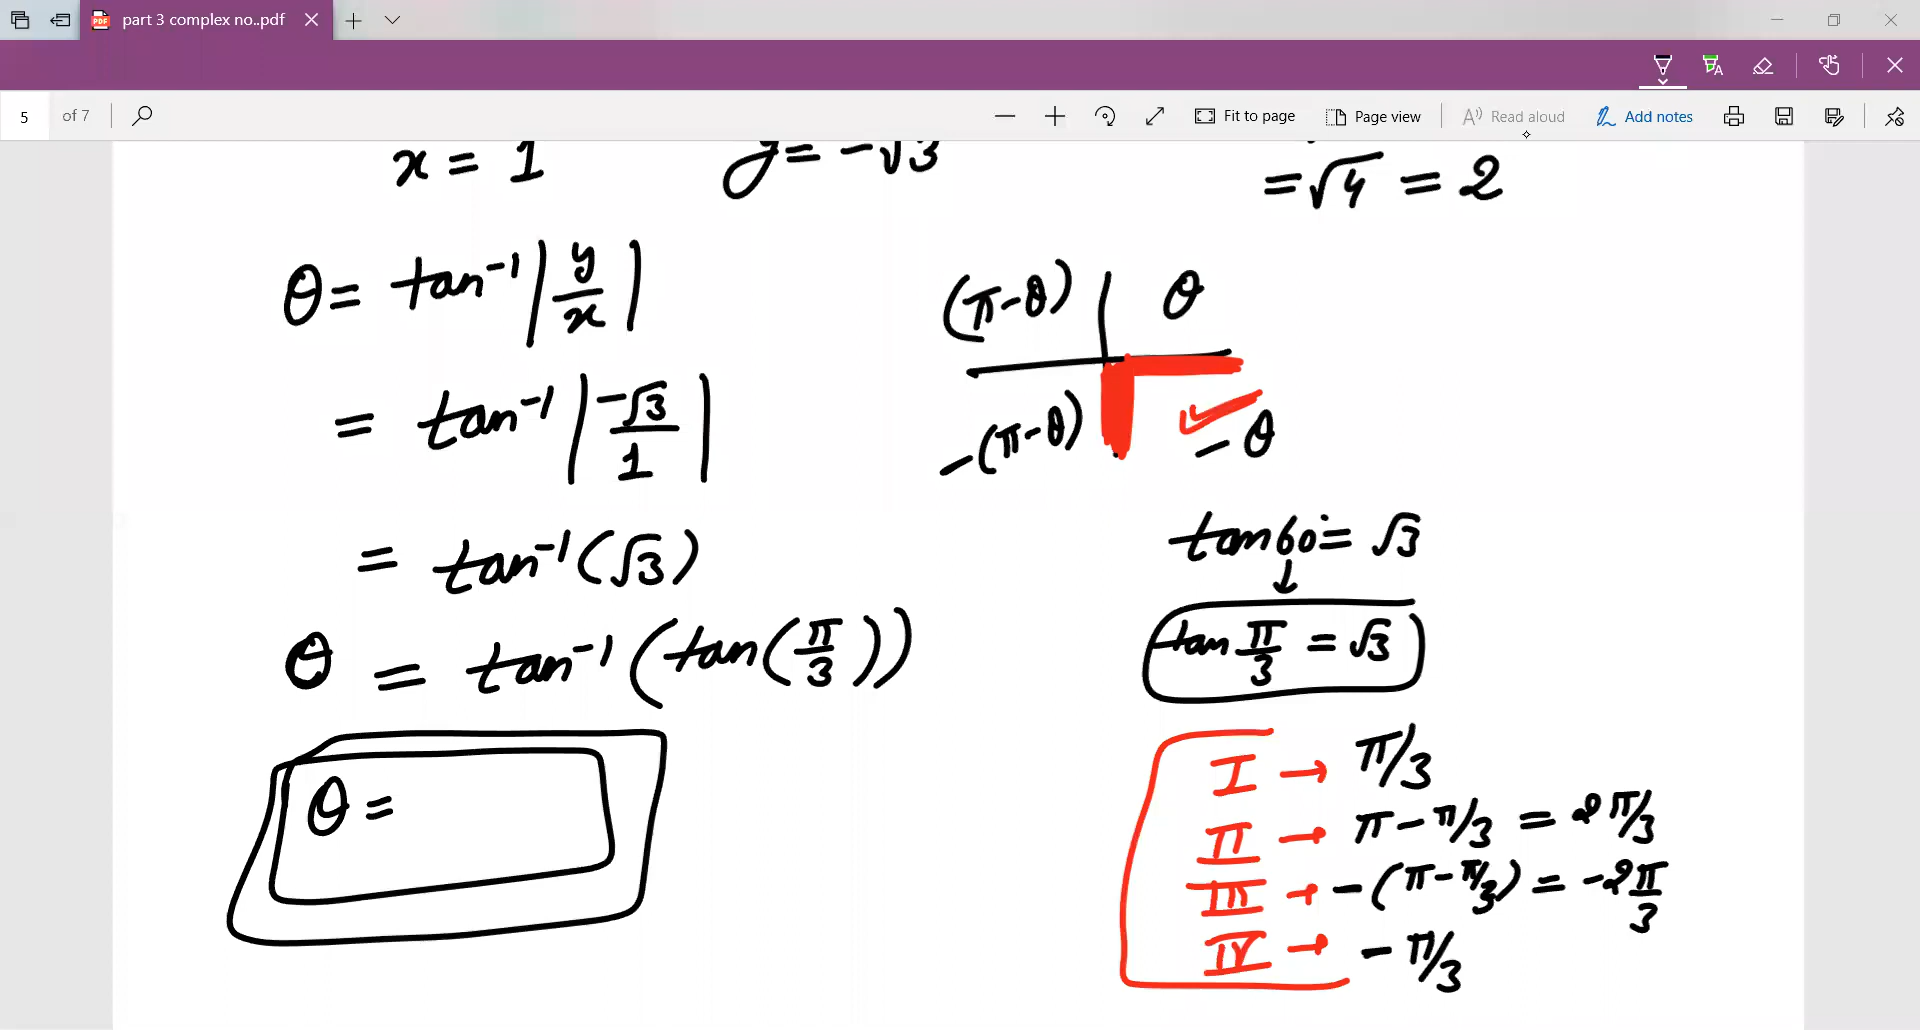 part 3 complex no..pdf
5 of 7
Fit to page
Page view
Read aloud
Add notes
x = 1
y = -√3
= √4 = 2
θ = tan⁻¹ |y/x|
(π-θ) | θ
= tan⁻¹ |-√3/1|
-(π-θ) | -θ
tan 60° = √3
= tan⁻¹(√3)
tan π/3 = √3
θ = tan⁻¹(tan(π/3))
I → π/3
θ =
II → π - π/3 = 2π/3
III → -(π - π/3) = -2π/3
IV → -π/3